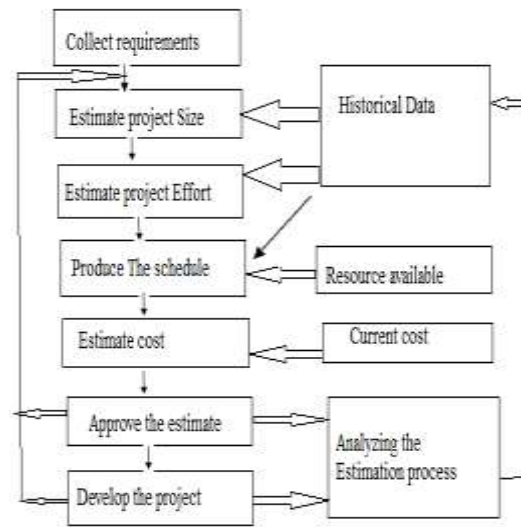 Collect requirements
Estimate project Size
Historical Data
Estimate project Effort
Produce The schedule
Resource available
Estimate cost
Current cost
Approve the estimate
Analyzing the
Estimation process
Develop the project